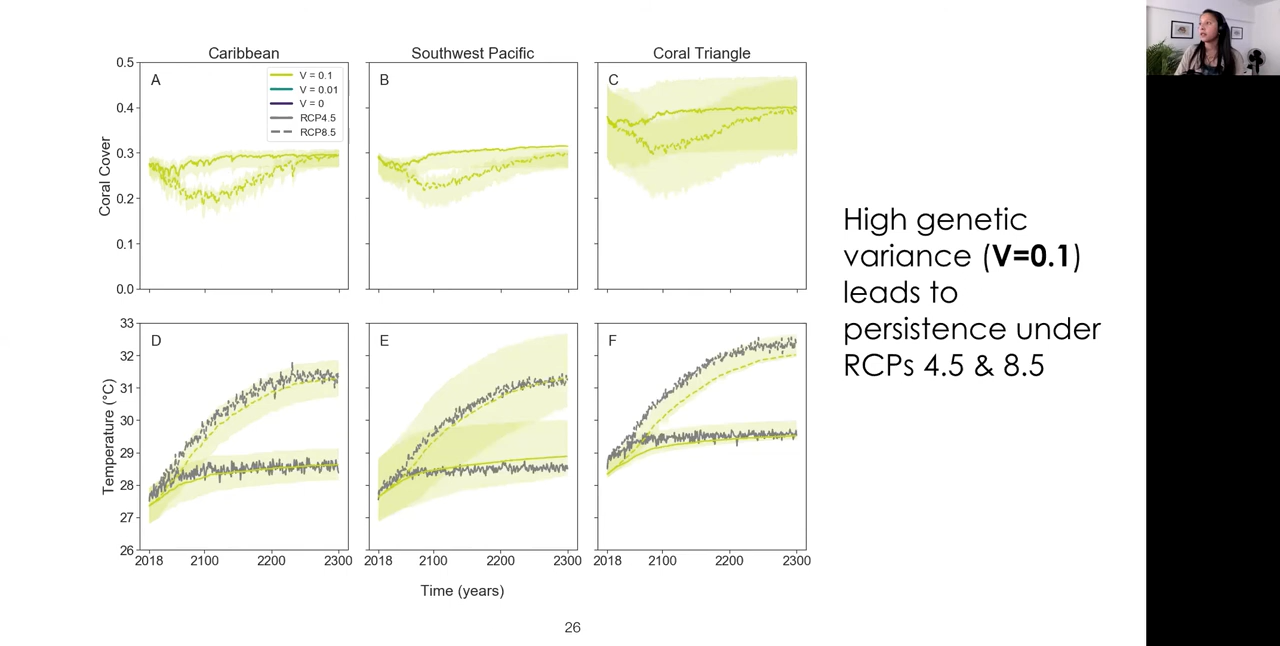 Caribbean
Southwest Pacific
Coral Triangle
Coral Cover
0.5
0.4
0.3
0.2
0.1
0.0
A
V = 0.1
V = 0.01
V = 0
RCP4.5
RCP8.5
B
C
High genetic
variance (V=0.1)
leads to
persistence under
RCPs 4.5 & 8.5
Temperature (°C)
33
32
31
30
29
28
27
26
D
E
F
2018 2100 2200 2300
2018 2100 2200 2300
2018 2100 2200 2300
Time (years)
26